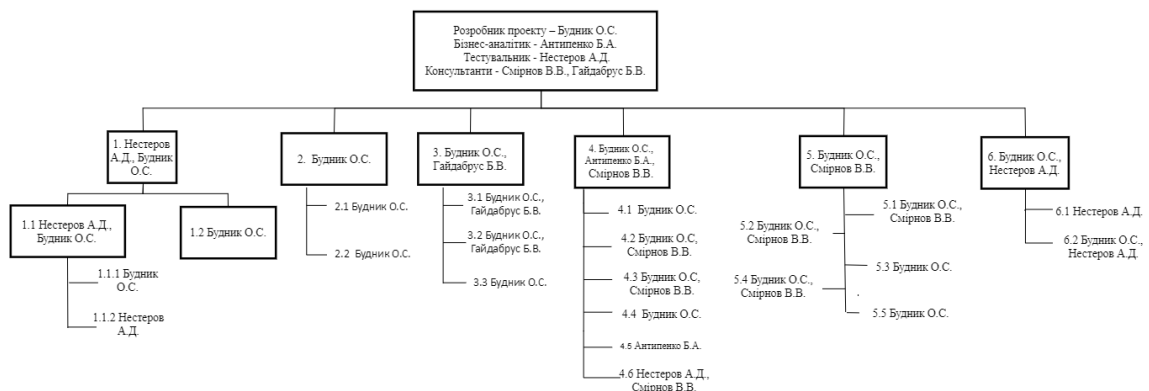 Розробник проекту – Будник О.С.
Бізнес-аналітик - Антипенко Б.А.
Тестувальник - Нестеров А.Д.
Консультанти - Смірнов В.В., Гайдабрус Б.В.
1. Нестеров
А.Д., Будник
О.С.
2. Будник О.С.
3. Будник О.С.,
Гайдабрус Б.В.
4. Будник О.С.,
Антипенко Б.А.,
Смірнов В.В.
5. Будник О.С.,
Смірнов В.В.
6. Будник О.С.,
Нестеров А.Д.
1.1 Нестеров А.Д.,
Будник О.С.
1.2 Будник О.С.
1.1.1 Будник
О.С.
1.1.2 Нестеров
А.Д.
2.1 Будник О.С.
2.2 Будник О.С.
3.1 Будник О.С.,
Гайдабрус Б.В.
3.2 Будник О.С.,
Гайдабрус Б.В.
3.3 Будник О.С.
4.1 Будник О.С.
4.2 Будник О.С,
Смірнов В.В.
4.3 Будник О.С,
Смірнов В.В.
4.4 Будник О.С.
4.5 Антипенко Б.А.
4.6 Нестеров А.Д.,
Смірнов В.В.
5.1 Будник О.С.,
Смірнов В.В.
5.2 Будник О.С.,
Смірнов В.В.
5.3 Будник О.С.
5.4 Будник О.С.,
Смірнов В.В.
5.5 Будник О.С.
6.1 Нестеров А.Д.
6.2 Будник О.С.,
Нестеров А.Д.